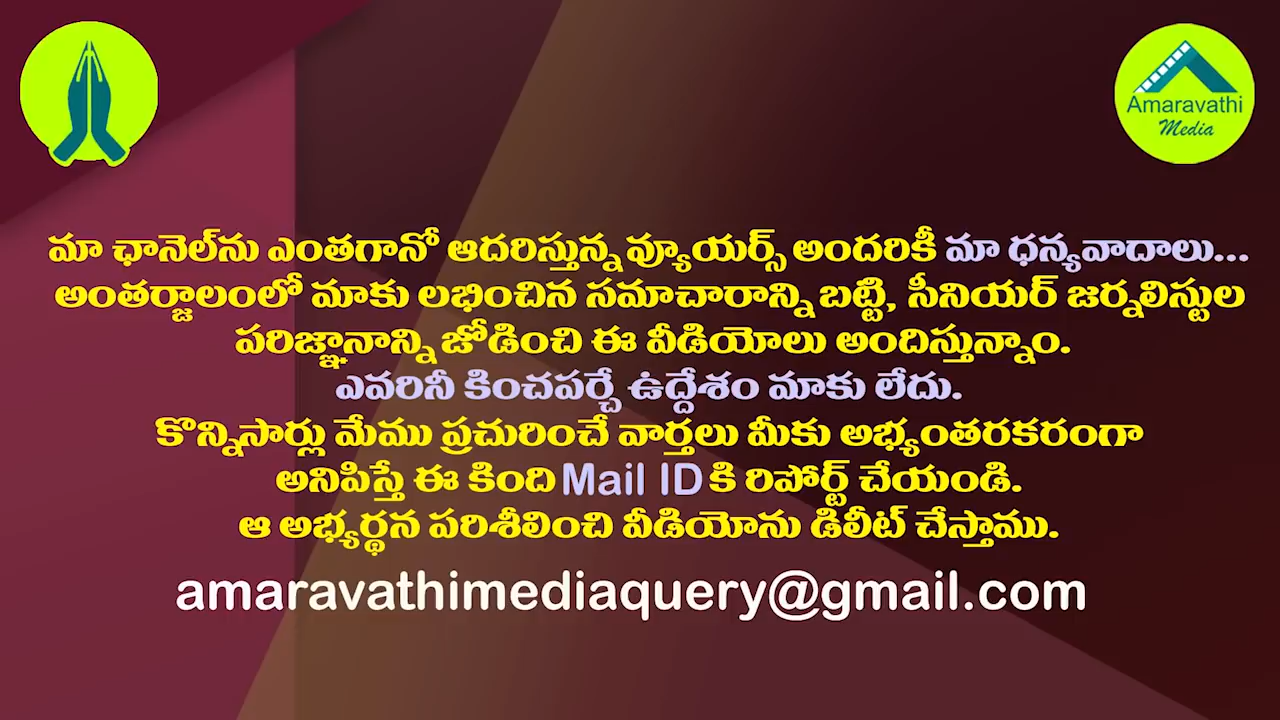 Amaravathi
Media
మా ఛానెల్‌ను ఎంతగానో ఆదరిస్తున్న వ్యూయర్స్ అందరికీ మా ధన్యవాదాలు...
అంతర్జాలంలో మాకు లభించిన సమాచారాన్ని బట్టి, సీనియర్ జర్నలిస్టుల
పరిజ్ఞానాన్ని జోడించి ఈ వీడియోలు అందిస్తున్నాం.
ఎవరినీ కించపర్చే ఉద్దేశం మాకు లేదు.
కొన్నిసార్లు మేము ప్రచురించే వార్తలు మీకు అభ్యంతరకరంగా
అనిపిస్తే ఈ కింది Mail ID కి రిపోర్ట్ చేయండి.
ఆ అభ్యర్థన పరిశీలించి వీడియోను డిలీట్ చేస్తాము.
amaravathimediaquery@gmail.com